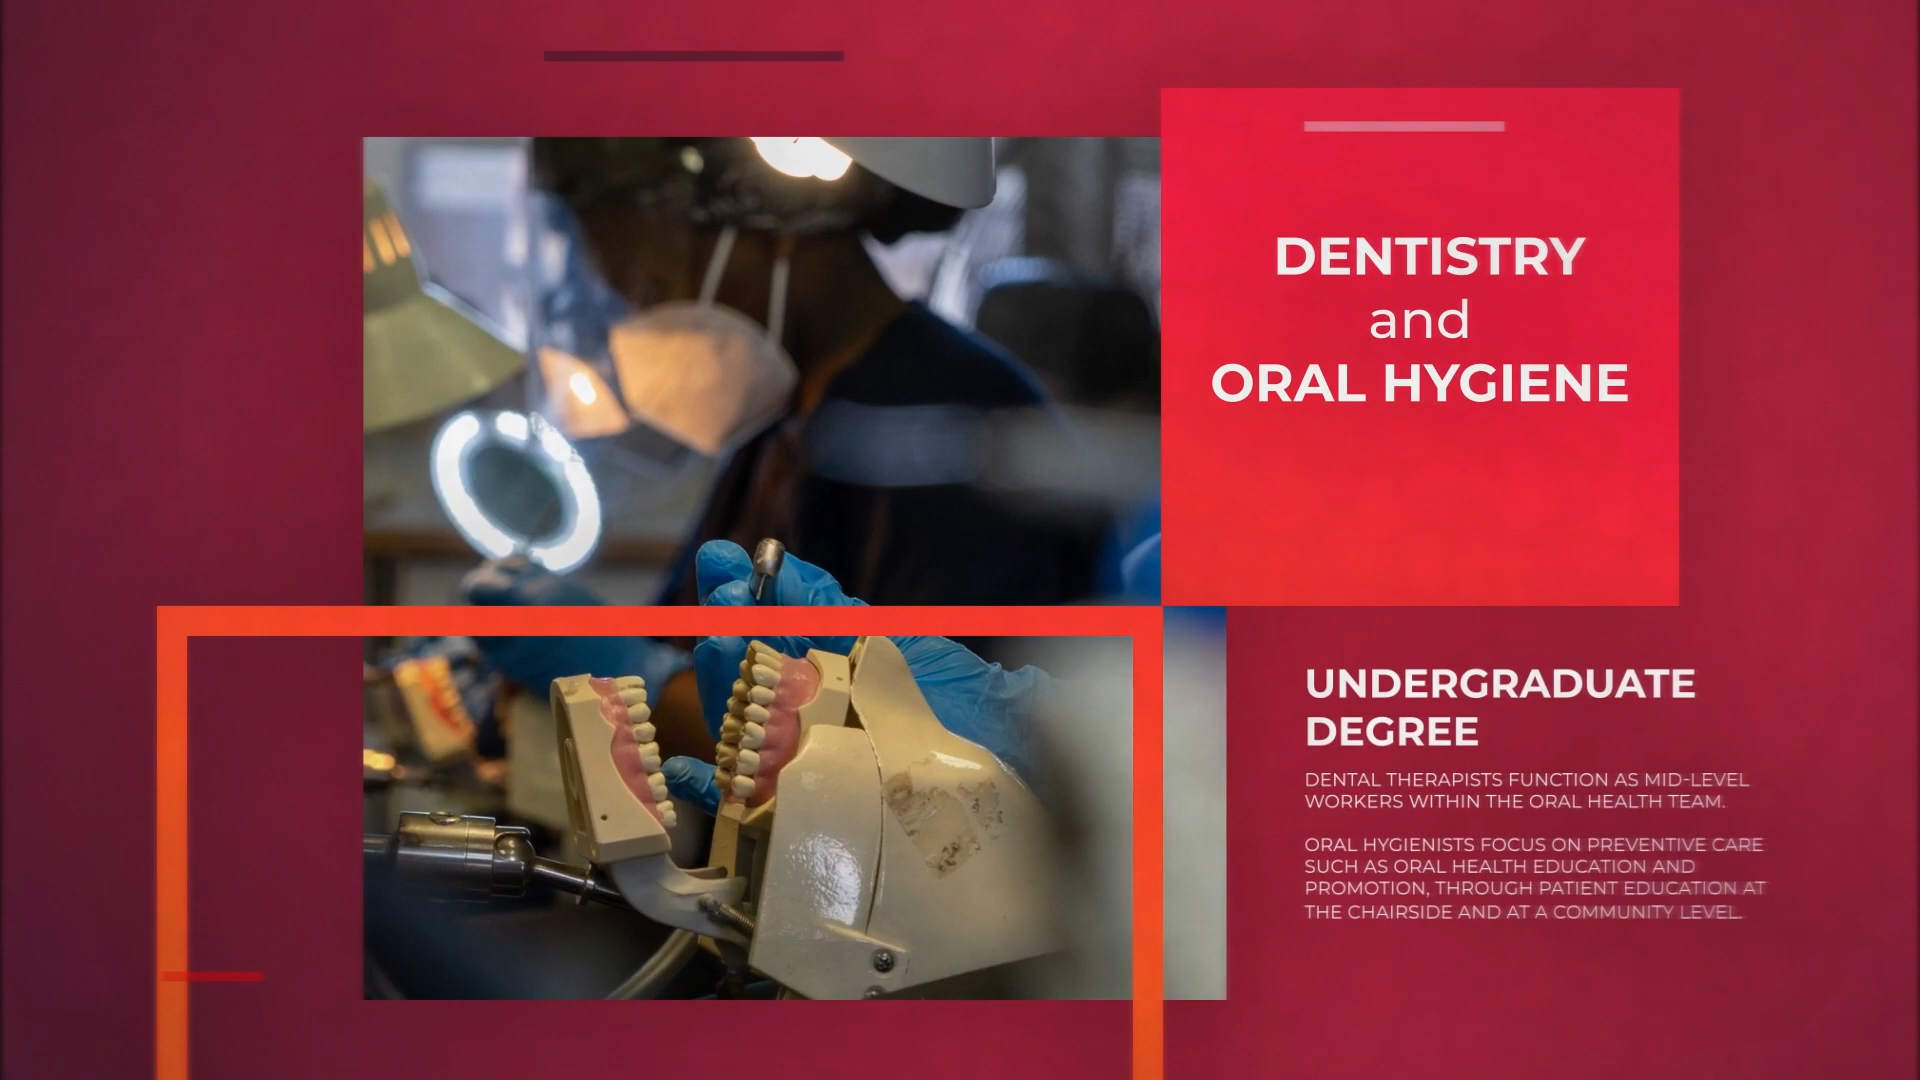 DENTISTRY
and
ORAL HYGIENE
UNDERGRADUATE
DEGREE
DENTAL THERAPISTS FUNCTION AS MID-LEVEL
WORKERS WITHIN THE ORAL HEALTH TEAM.
ORAL HYGIENISTS FOCUS ON PREVENTIVE CARE
SUCH AS ORAL HEALTH EDUCATION AND
PROMOTION, THROUGH PATIENT EDUCATION AT
THE CHAIRSIDE AND AT A COMMUNITY LEVEL.